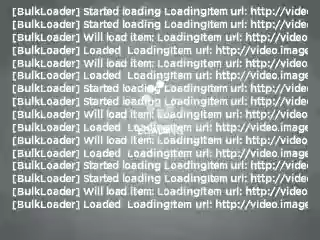 [BulkLoader] Started loading LoadingItem url: http://vide
[BulkLoader] Started loading LoadingItem url: http://vide
[BulkLoader] Will load item: LoadingItem url: http://vide
[BulkLoader] Loaded LoadingItem url: http://video.image
[BulkLoader] Started loading LoadingItem url: http://vide
[BulkLoader] Loaded LoadingItem url: http://video.image
[BulkLoader] Started loading LoadingItem url: http://vide
[BulkLoader] Started loading LoadingItem url: http://vide
[BulkLoader] Will load item: LoadingItem url: http://vide
[BulkLoader] Loaded LoadingItem url: http://video.image
[BulkLoader] Will load item: LoadingItem url: http://vide
[BulkLoader] Loaded LoadingItem url: http://video.image
[BulkLoader] Started loading LoadingItem url: http://vide
[BulkLoader] Started loading LoadingItem url: http://vide
[BulkLoader] Will load item: LoadingItem url: http://vide
[BulkLoader] Loaded LoadingItem url: http://video.image